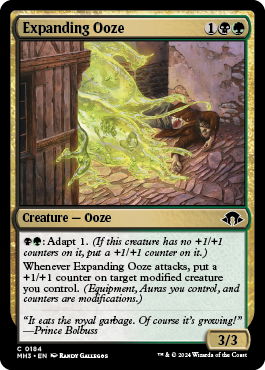 Expanding Ooze 1
Creature — Ooze
: Adapt 1. (If this creature has no +1/+1
counters on it, put a +1/+1 counter on it.)
Whenever Expanding Ooze attacks, put a
+1/+1 counter on target modified creature
you control. (Equipment, Auras you control, and
counters are modifications.)
"It eats the royal garbage. Of course it's growing!"
—Prince Bolbuss
3/3
C 0184
MH3 • EN RANDY GALLEGOS
™ & © 2024 Wizards of the Coast